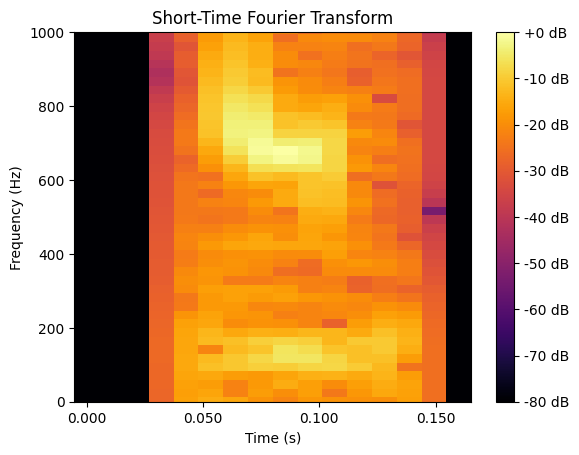 Short-Time Fourier Transform
1000
800
600
400
200
0
Frequency (Hz)
0.000
0.050
0.100
0.150
Time (s)
+0 dB
-10 dB
-20 dB
-30 dB
-40 dB
-50 dB
-60 dB
-70 dB
-80 dB